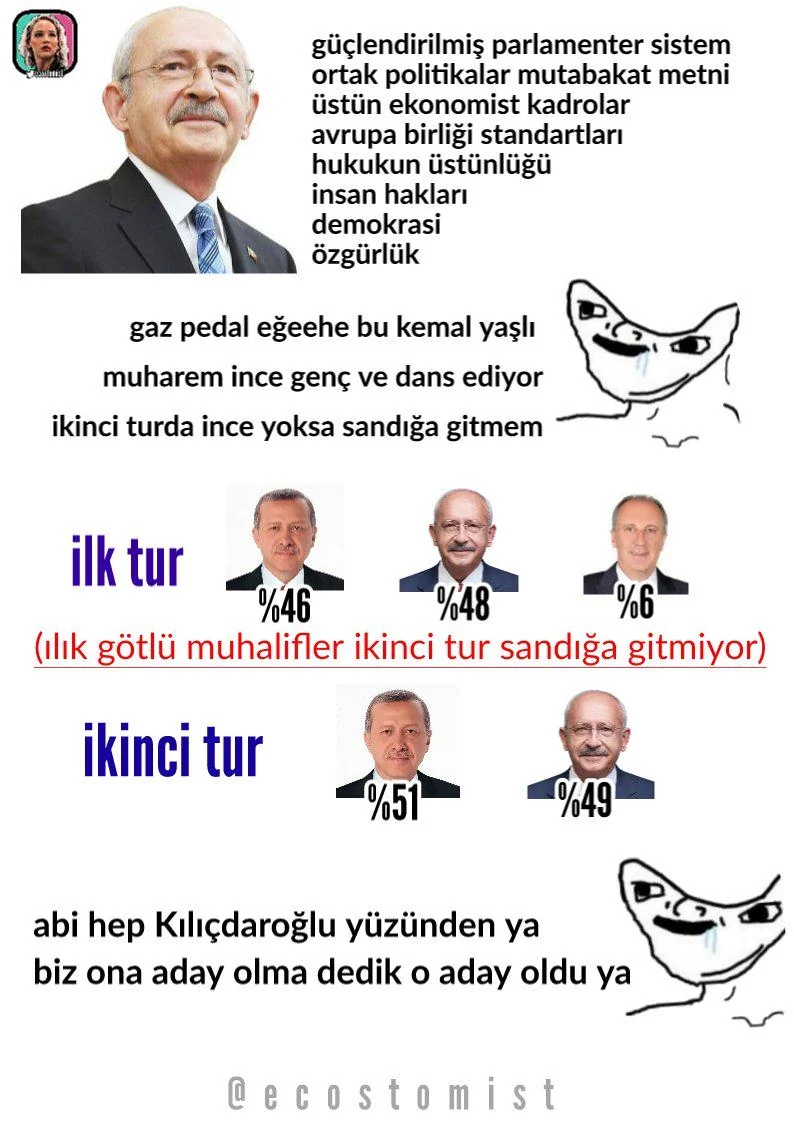 güçlendirilmiş parlamenter sistem
ortak politikalar mutabakat metni
üstün ekonomist kadrolar
avrupa birliği standartları
hukukun üstünlüğü
insan hakları
demokrasi
özgürlük
gaz pedal eğeehe bu kemal yaşlı
muharem ince genç ve dans ediyor
ikinci turda ince yoksa sandığa gitmem
ilk tur
%46
%48
%6
(ılık götlü muhalifler ikinci tur sandığa gitmiyor)
ikinci tur
%51
%49
abi hep Kılıçdaroğlu yüzünden ya
biz ona aday olma dedik o aday oldu ya
@ecostomist